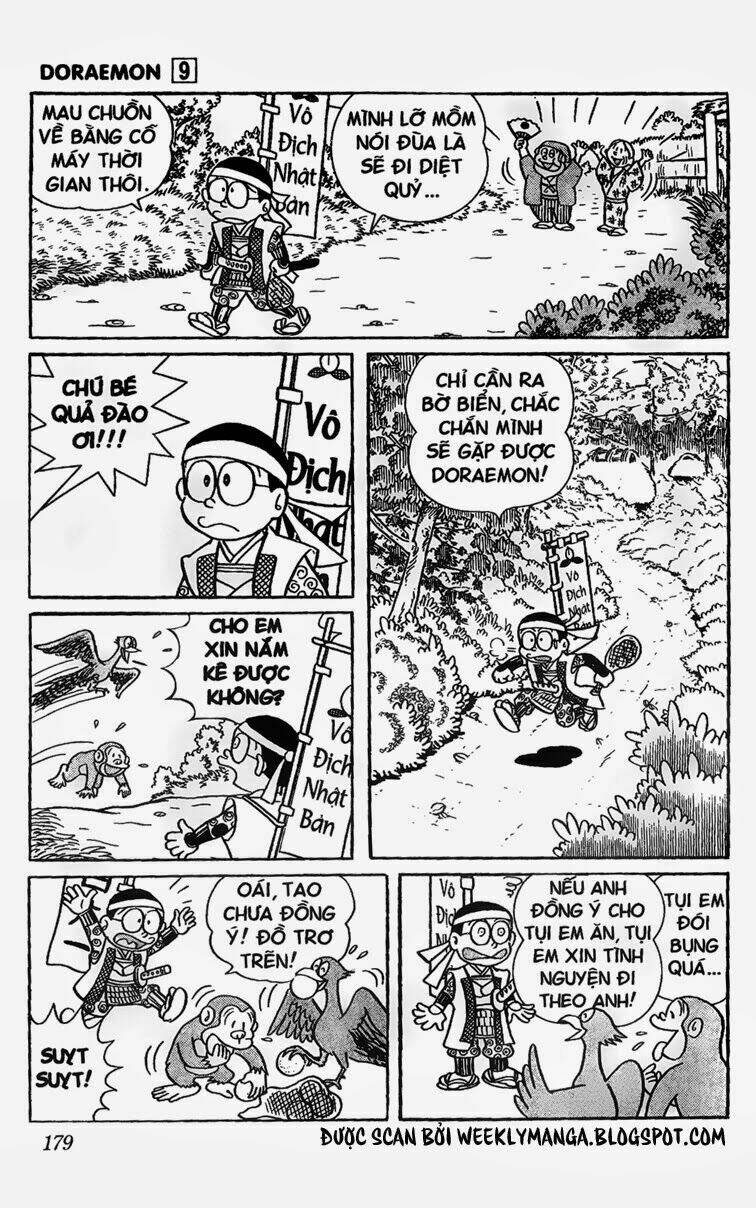 DORAEMON 9
MÌNH LỠ MỒM
NÓI ĐÙA LÀ
SẼ ĐI DIỆT
QUỶ...
Vô
Địch
Nhật
Bản
MAU CHUỒN
VỀ BẰNG CỐ
MÁY THỜI
GIAN THÔI.
CHỈ CẦN RA
BỜ BIỂN, CHẮC
CHẮN MÌNH
SẼ GẶP ĐƯỢC
DORAEMON!
Vô
Địch
Nhật
Bản
CHÚ BÉ
QUẢ ĐÀO
ƠI!!!
Vô
Địch
Nhật
CHO EM
XIN NẮM
KÊ ĐƯỢC
KHÔNG?
Vô
Địch
Nhật
Bản
TỤI EM
ĐÓI
BỤNG
QUÁ...
NẾU ANH
ĐỒNG Ý CHO
TỤI EM ĂN, TỤI
EM XIN TÌNH
NGUYỆN ĐI
THEO ANH!
Vô
OÁI, TAO
CHƯA ĐỒNG
Ý! ĐỒ TRƠ
TRẼN!
SUỴT
SUỴT!
179
ĐƯỢC SCAN BỞI WEEKLYMANGA.BLOGSPOT.COM